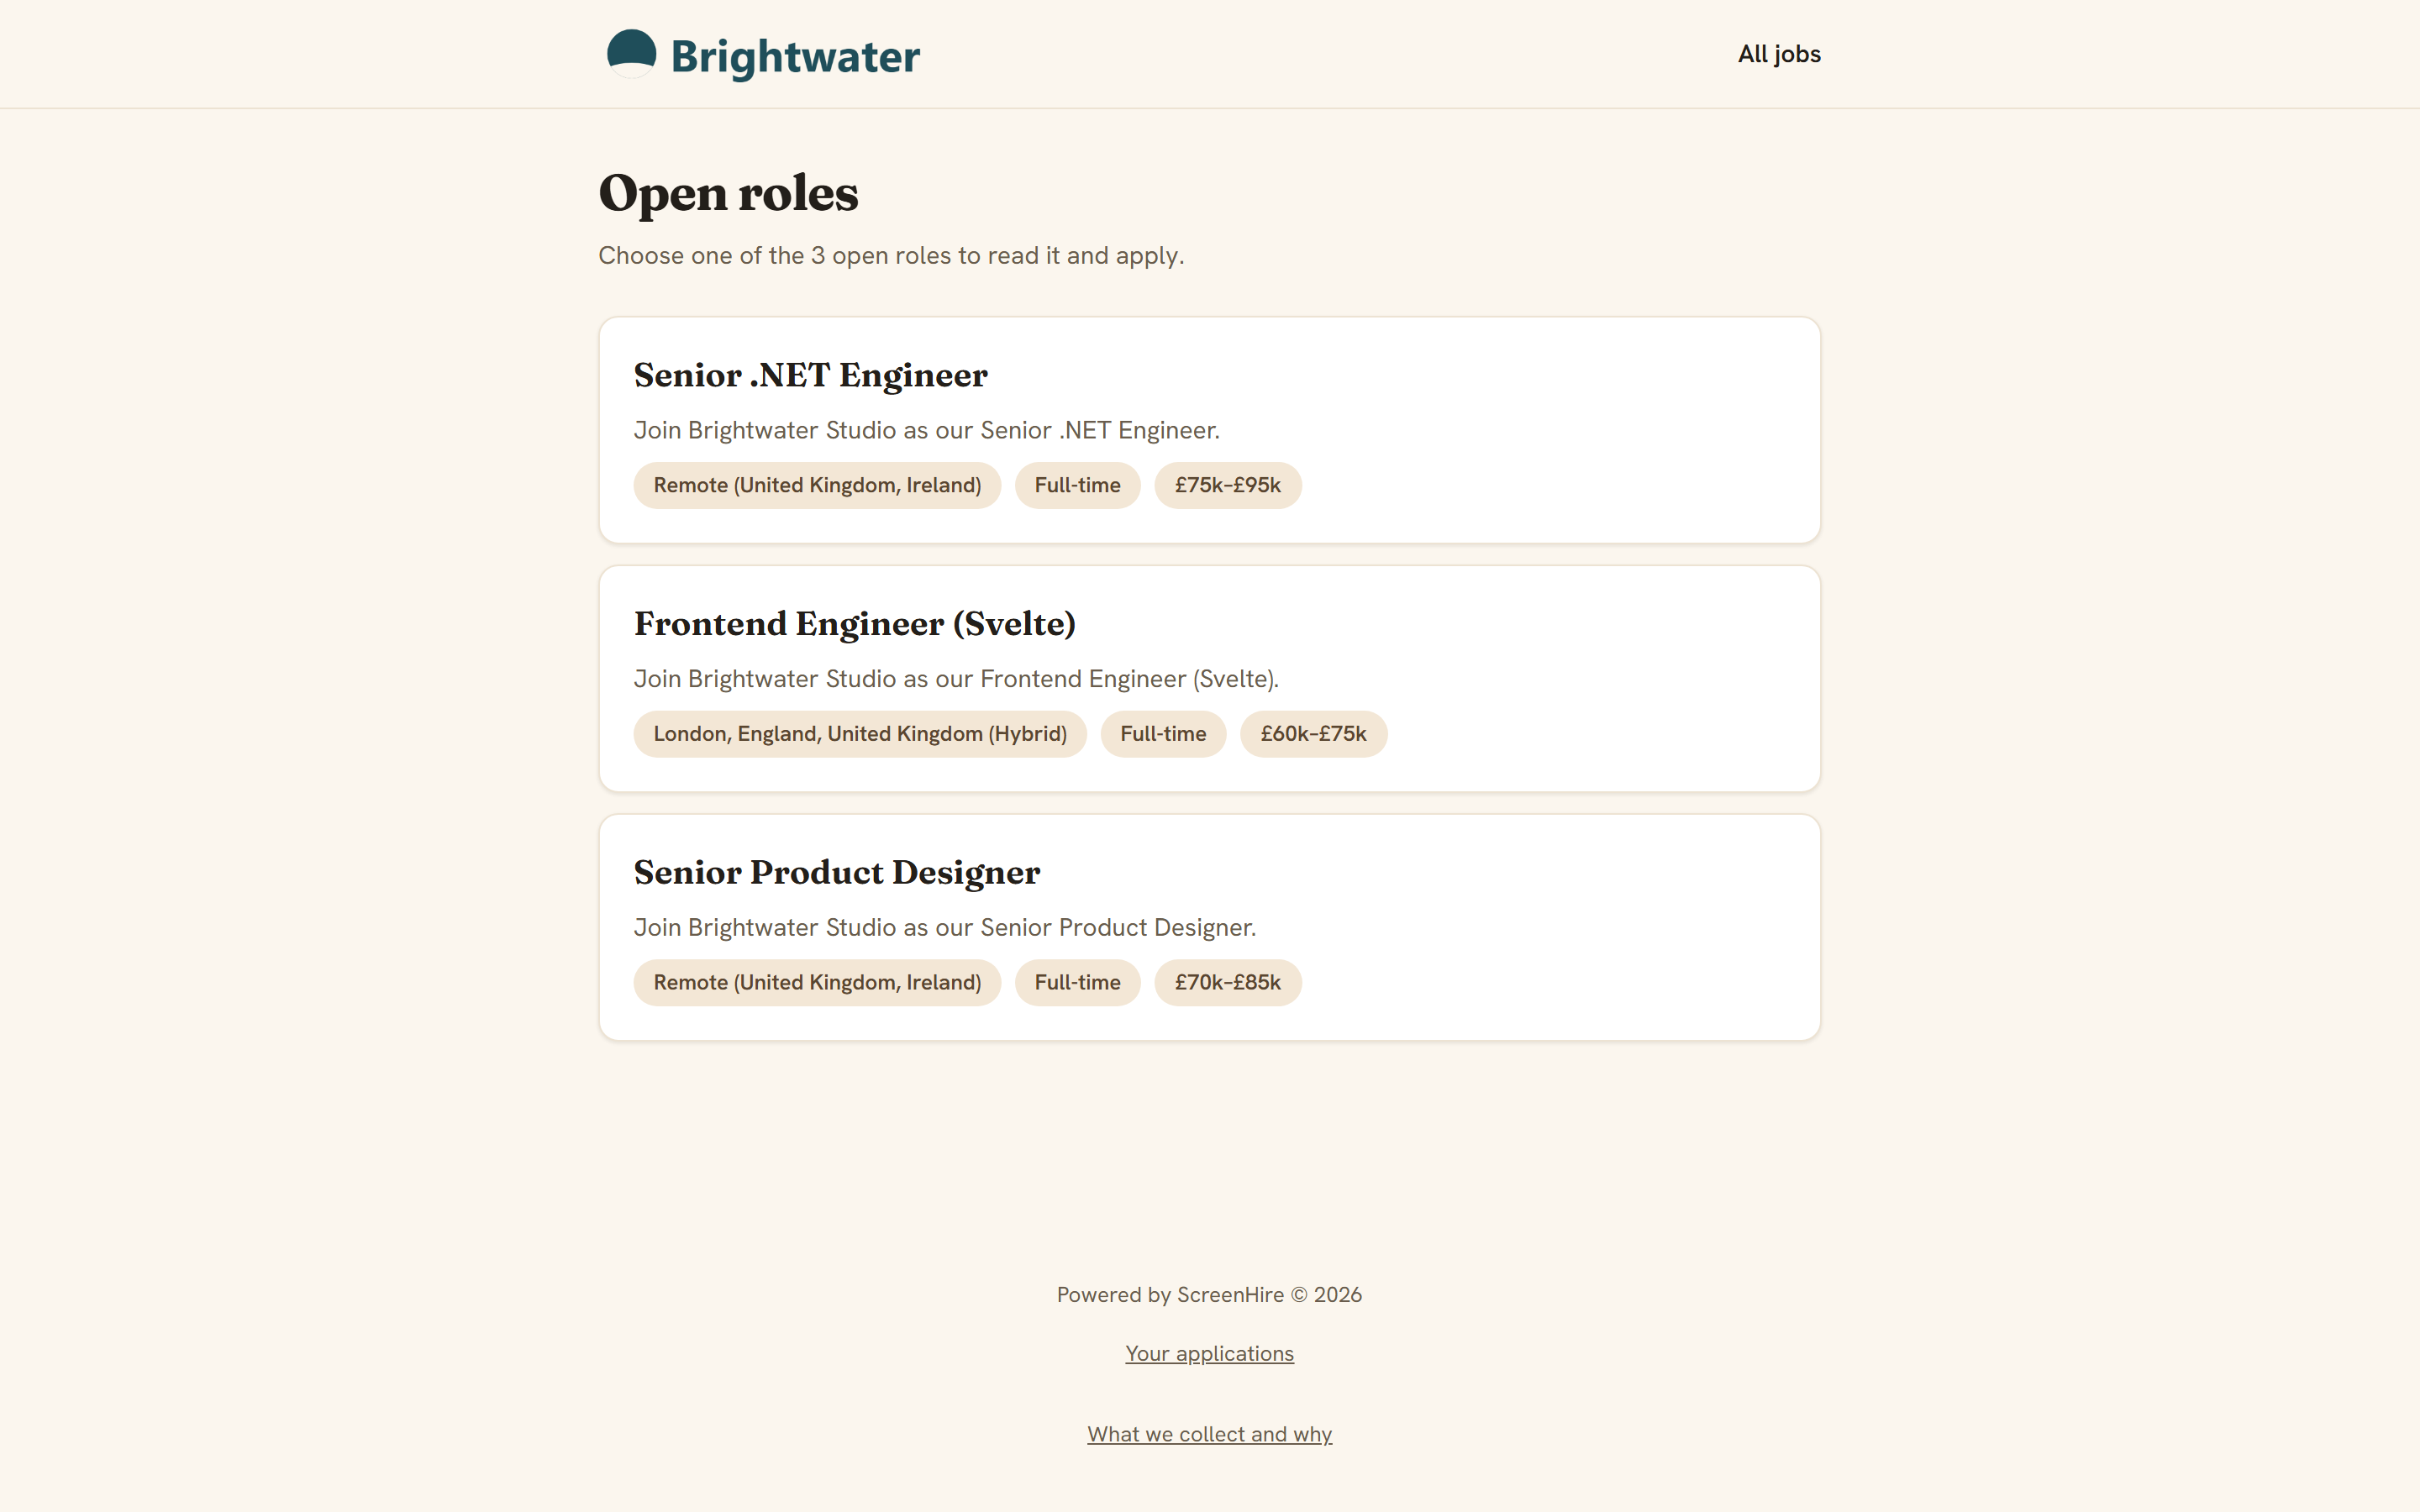 Brightwater
All jobs
Open roles
Choose one of the 3 open roles to read it and apply.
Senior .NET Engineer
Join Brightwater Studio as our Senior .NET Engineer.
Remote (United Kingdom, Ireland)
Full-time
£75k–£95k
Frontend Engineer (Svelte)
Join Brightwater Studio as our Frontend Engineer (Svelte).
London, England, United Kingdom (Hybrid)
Full-time
£60k–£75k
Senior Product Designer
Join Brightwater Studio as our Senior Product Designer.
Remote (United Kingdom, Ireland)
Full-time
£70k–£85k
Powered by ScreenHire © 2026
Your applications
What we collect and why